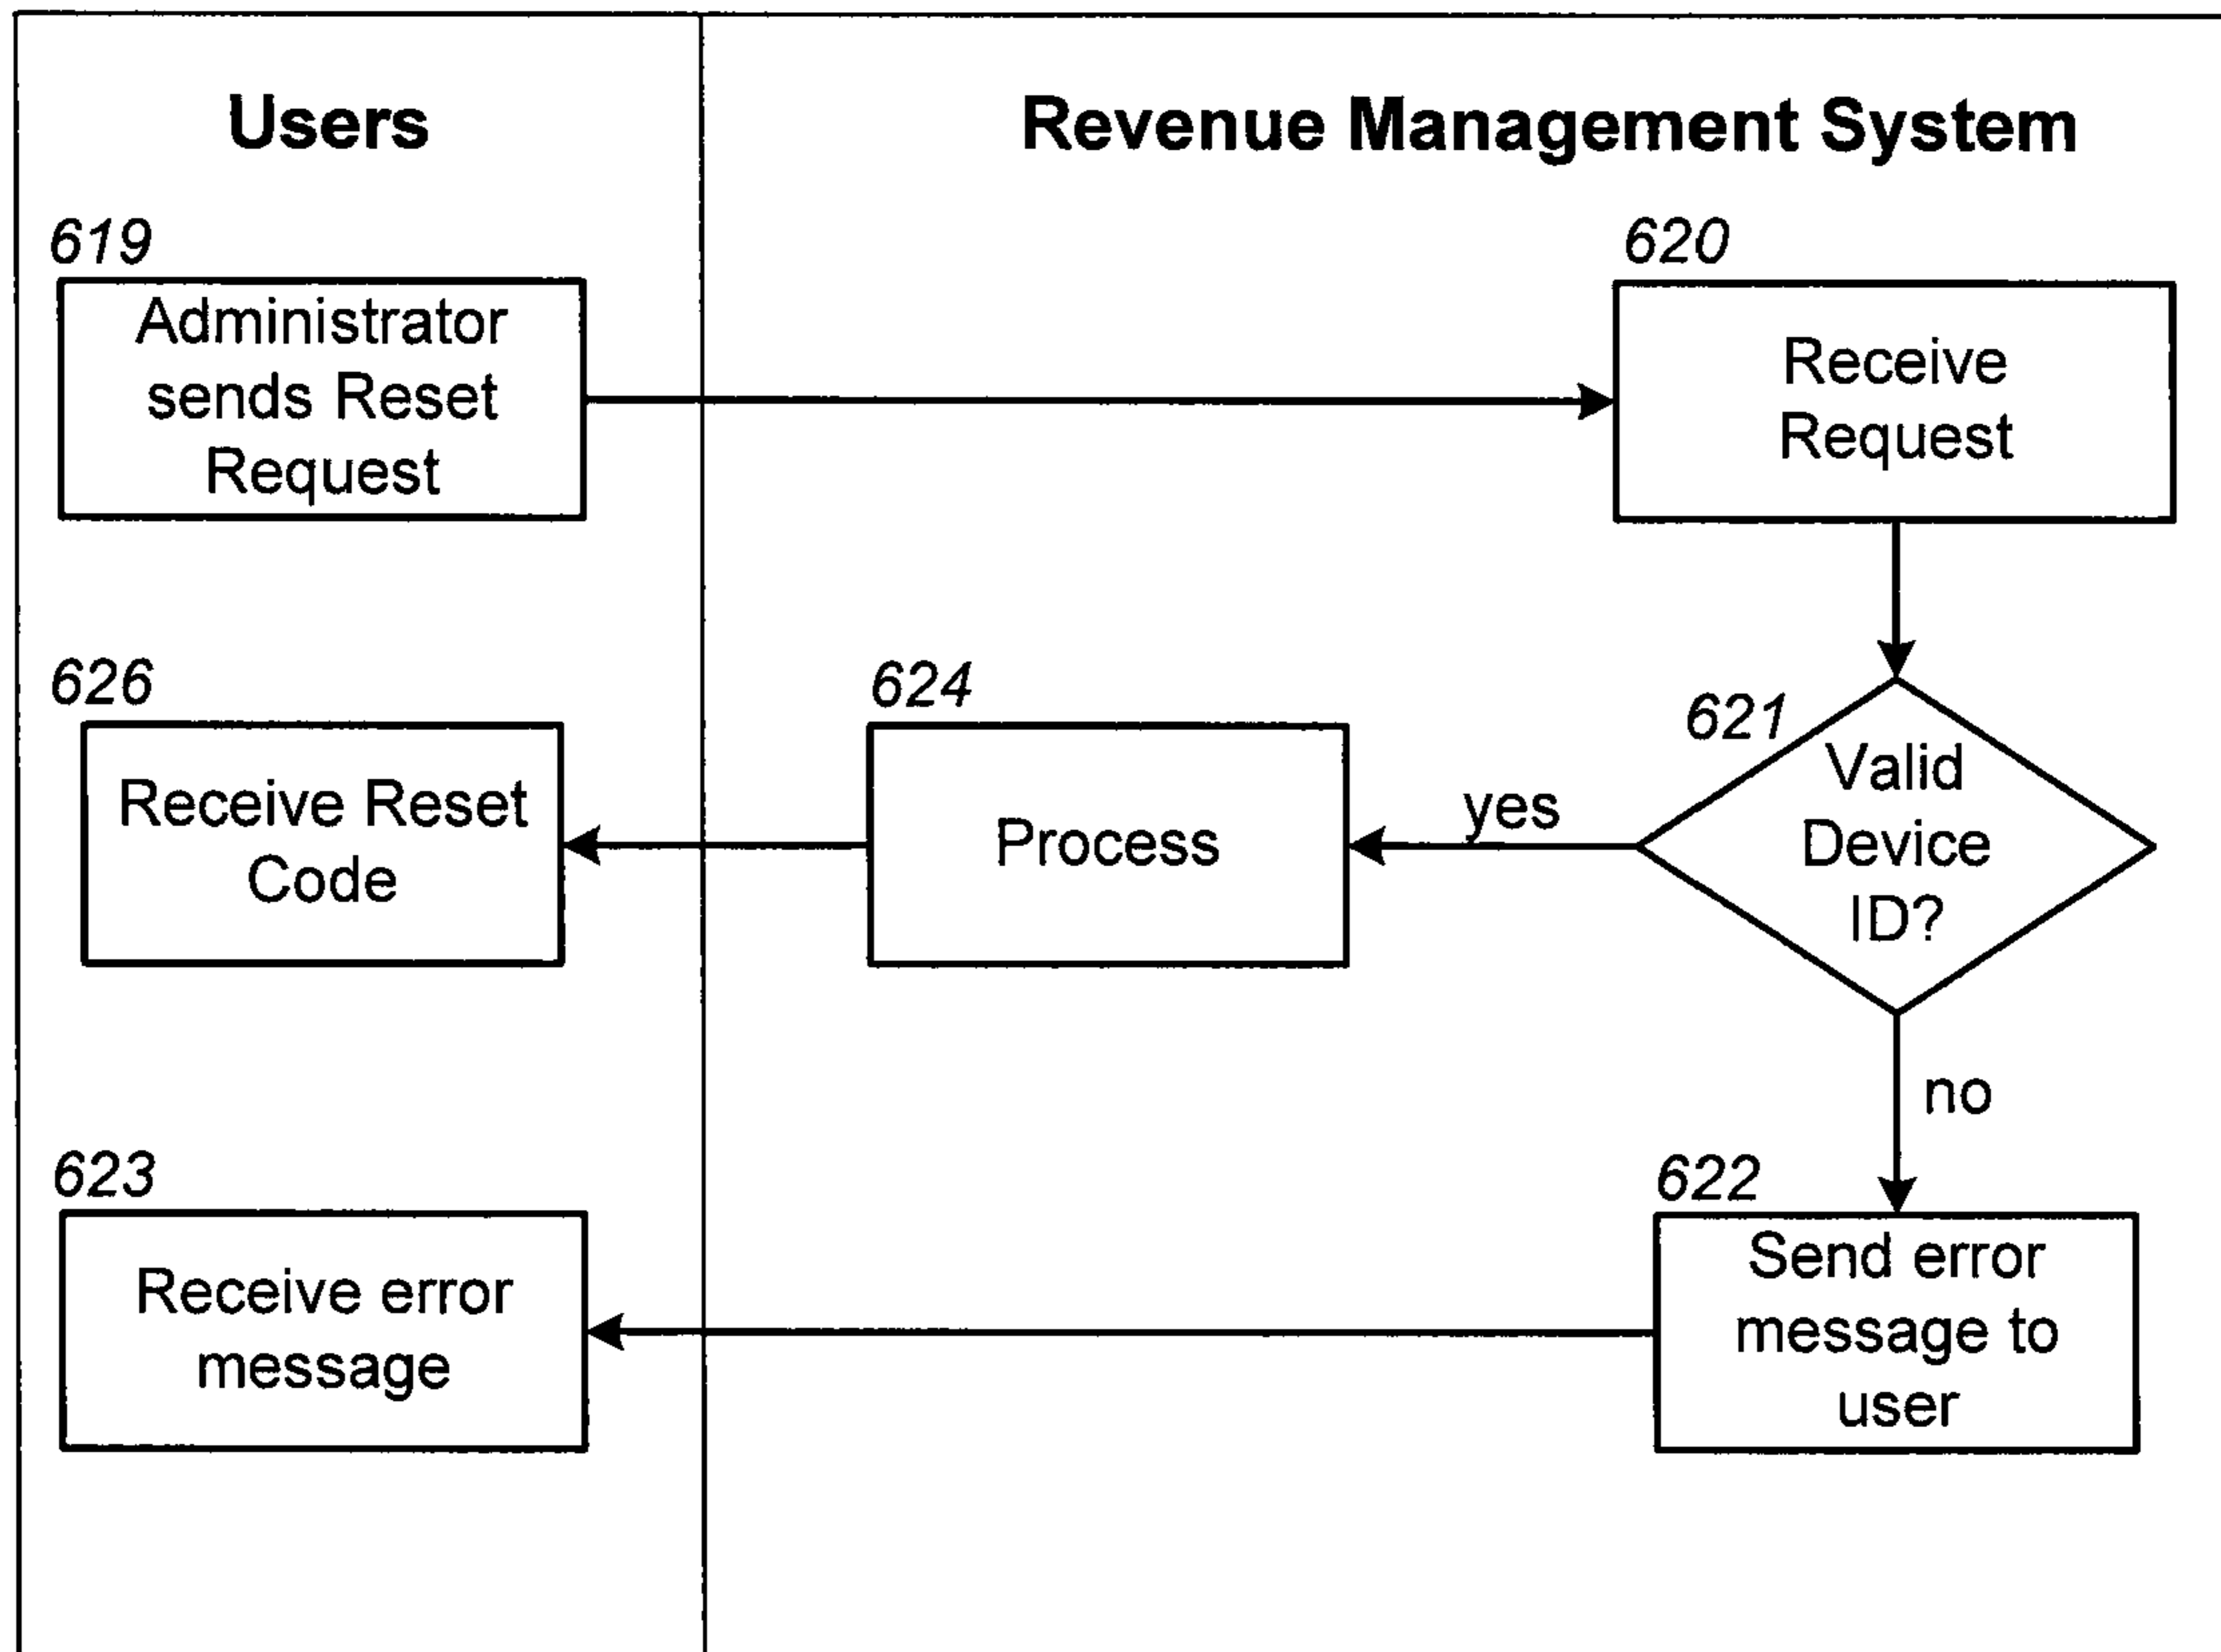 Users
Revenue Management System
619
Administrator
sends Reset
Request
620
Receive
Request
626
Receive Reset
Code
624
Process
yes
621
Valid
Device
ID?
no
623
Receive error
message
622
Send error
message to
user